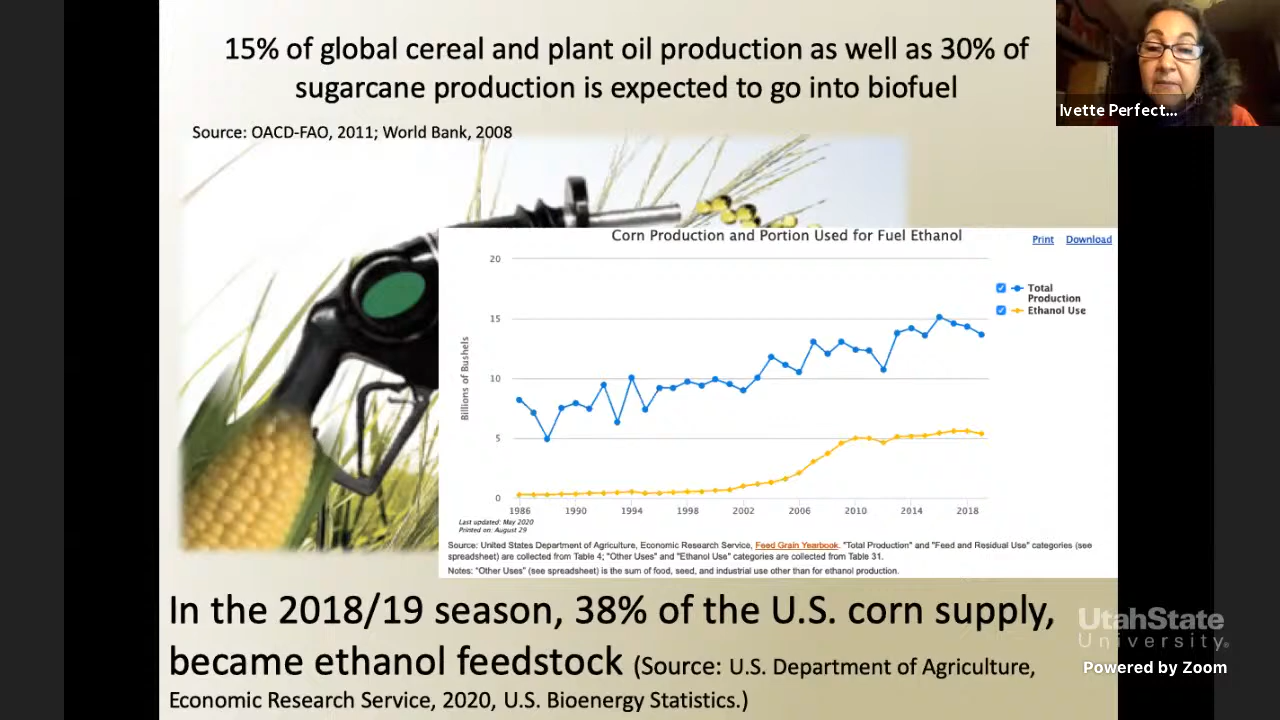 15% of global cereal and plant oil production as well as 30% of
sugarcane production is expected to go into biofuel
Source: OACD-FAO, 2011; World Bank, 2008
Ivette Perfect...
Corn Production and Portion Used for Fuel Ethanol
Print Download
20
15
10
5
0
Billions of Bushels
Total
Production
Ethanol Use
1986 1990 1994 1998 2002 2006 2010 2014 2018
Last updated: May 2020
Printed on: August 29
Source: United States Department of Agriculture, Economic Research Service, Feed Grain Yearbook. "Total Production" and "Feed and Residual Use" categories (see
spreadsheet) are collected from Table 4; "Other Uses" and "Ethanol Use" categories are collected from Table 31.
Notes: "Other Uses" (see spreadsheet) is the sum of food, seed, and industrial use other than for ethanol production.
In the 2018/19 season, 38% of the U.S. corn supply,
became ethanol feedstock (Source: U.S. Department of Agriculture,
Economic Research Service, 2020, U.S. Bioenergy Statistics.)
UtahState
University®
Powered by Zoom